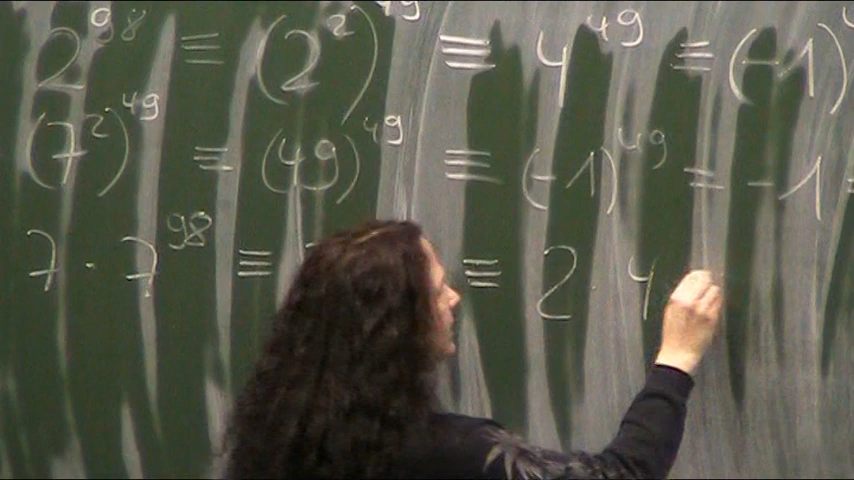 2^98 ≡ (2^2)^49 ≡ 4^49 ≡ (-1)^4
(7^2)^49 ≡ (49)^49 ≡ (-1)^49 ≡ -1 ≡
7 · 7^98 ≡ ≡ 2 · 4